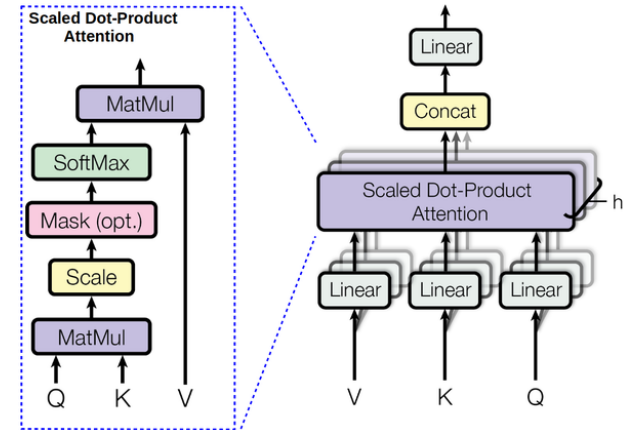 Scaled Dot-Product
Attention
MatMul
SoftMax
Mask (opt.)
Scale
MatMul
Q K V
Linear
Concat
Scaled Dot-Product
Attention
h
Linear Linear Linear
V K Q